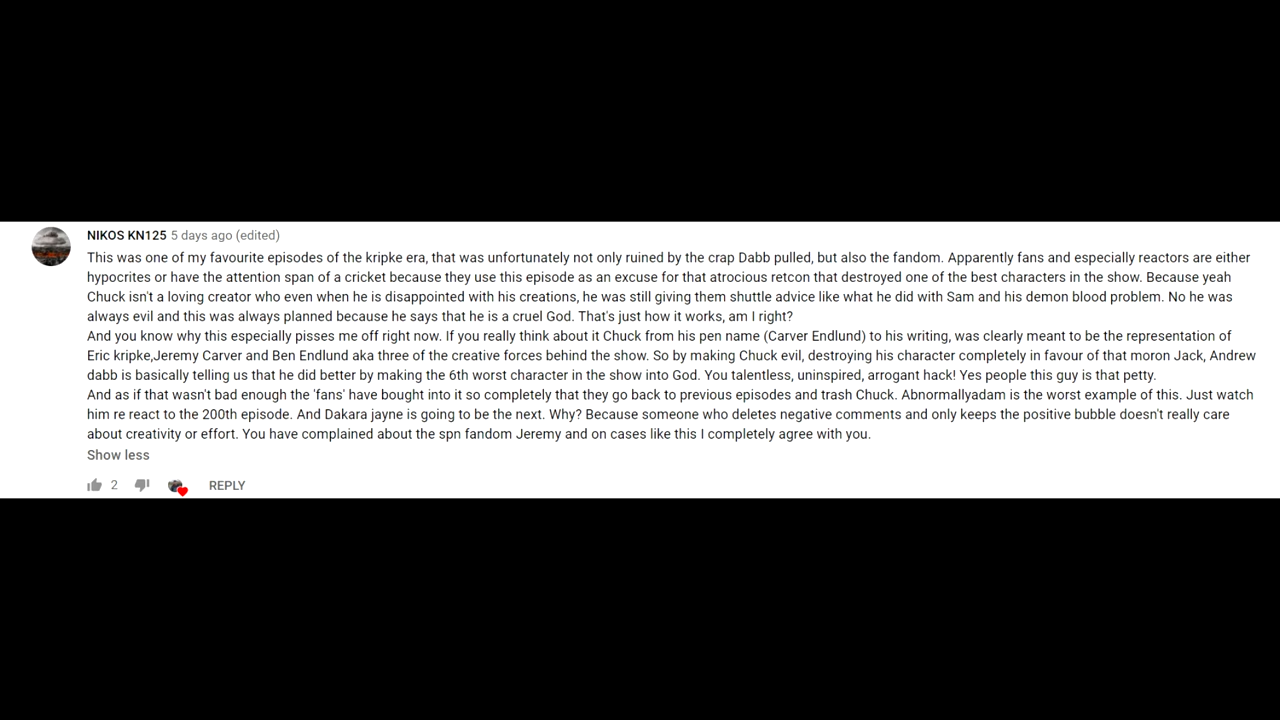 NIKOS KN125 5 days ago (edited)
This was one of my favourite episodes of the kripke era, that was unfortunately not only ruined by the crap Dabb pulled, but also the fandom. Apparently fans and especially reactors are either
hypocrites or have the attention span of a cricket because they use this episode as an excuse for that atrocious retcon that destroyed one of the best characters in the show. Because yeah
Chuck isn't a loving creator who even when he is disappointed with his creations, he was still giving them shuttle advice like what he did with Sam and his demon blood problem. No he was
always evil and this was always planned because he says that he is a cruel God. That's just how it works, am I right?
And you know why this especially pisses me off right now. If you really think about it Chuck from his pen name (Carver Endlund) to his writing, was clearly meant to be the representation of
Eric kripke,Jeremy Carver and Ben Endlund aka three of the creative forces behind the show. So by making Chuck evil, destroying his character completely in favour of that moron Jack, Andrew
dabb is basically telling us that he did better by making the 6th worst character in the show into God. You talentless, uninspired, arrogant hack! Yes people this guy is that petty.
And as if that wasn't bad enough the 'fans' have bought into it so completely that they go back to previous episodes and trash Chuck. Abnormallyadam is the worst example of this. Just watch
him re react to the 200th episode. And Dakara jayne is going to be the next. Why? Because someone who deletes negative comments and only keeps the positive bubble doesn't really care
about creativity or effort. You have complained about the spn fandom Jeremy and on cases like this I completely agree with you.
Show less
2 REPLY